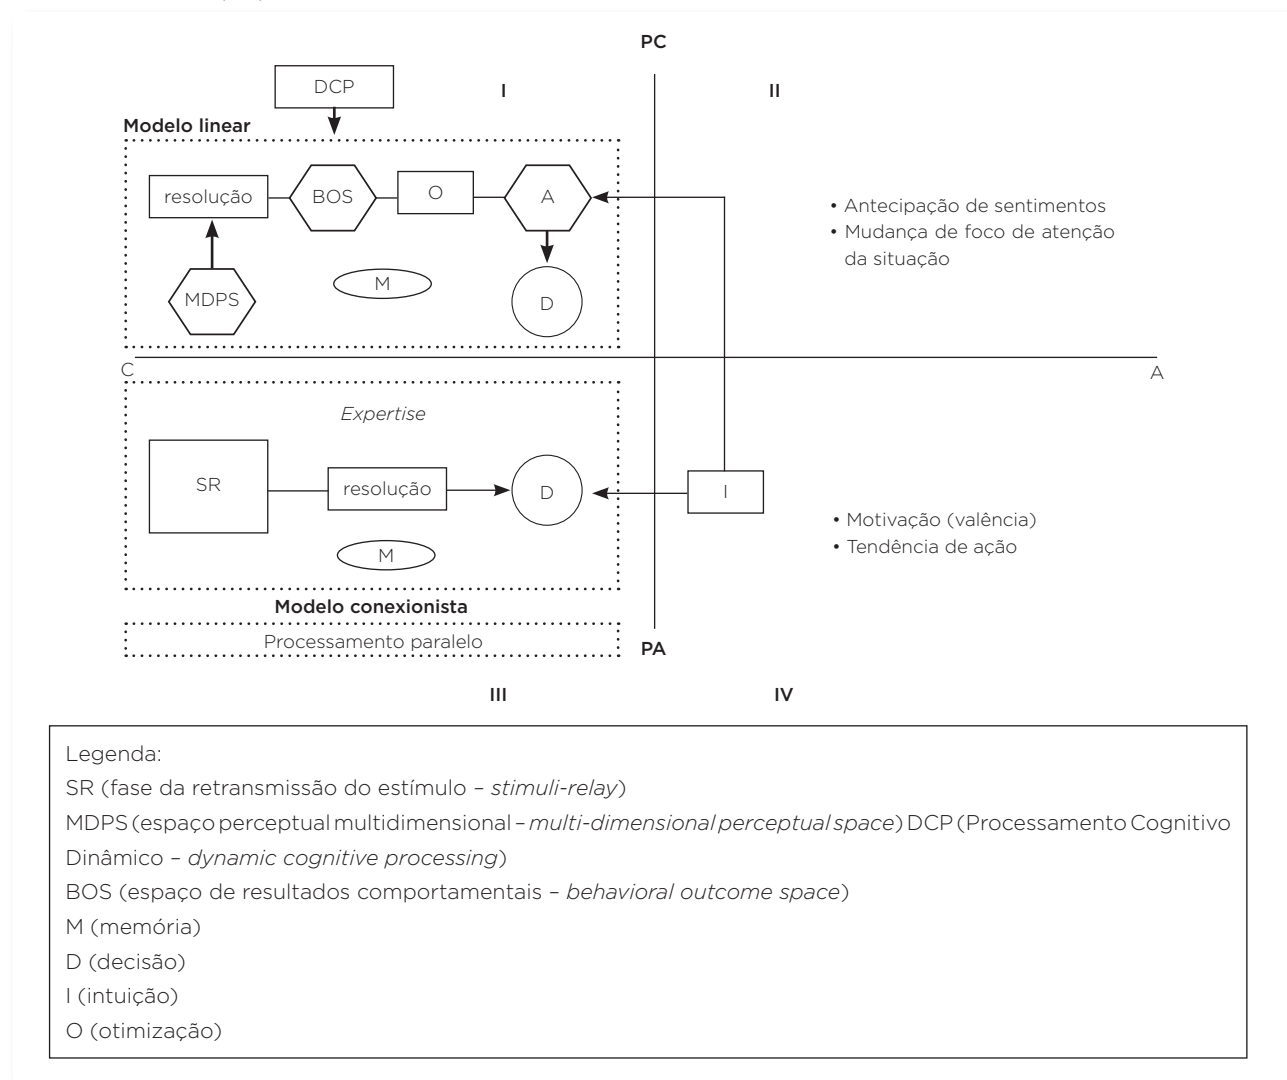 PC
I
II
DCP
Modelo linear
resolução
BOS
O
A
MDPS
M
D
• Antecipação de sentimentos
• Mudança de foco de atenção
da situação
C
A
Expertise
SR
resolução
D
I
M
• Motivação (valência)
• Tendência de ação
Modelo conexionista
Processamento paralelo
PA
III
IV
Legenda:
SR (fase da retransmissão do estímulo – stimuli-relay)
MDPS (espaço perceptual multidimensional – multi-dimensional perceptual space) DCP (Processamento Cognitivo
Dinâmico – dynamic cognitive processing)
BOS (espaço de resultados comportamentais – behavioral outcome space)
M (memória)
D (decisão)
I (intuição)
O (otimização)